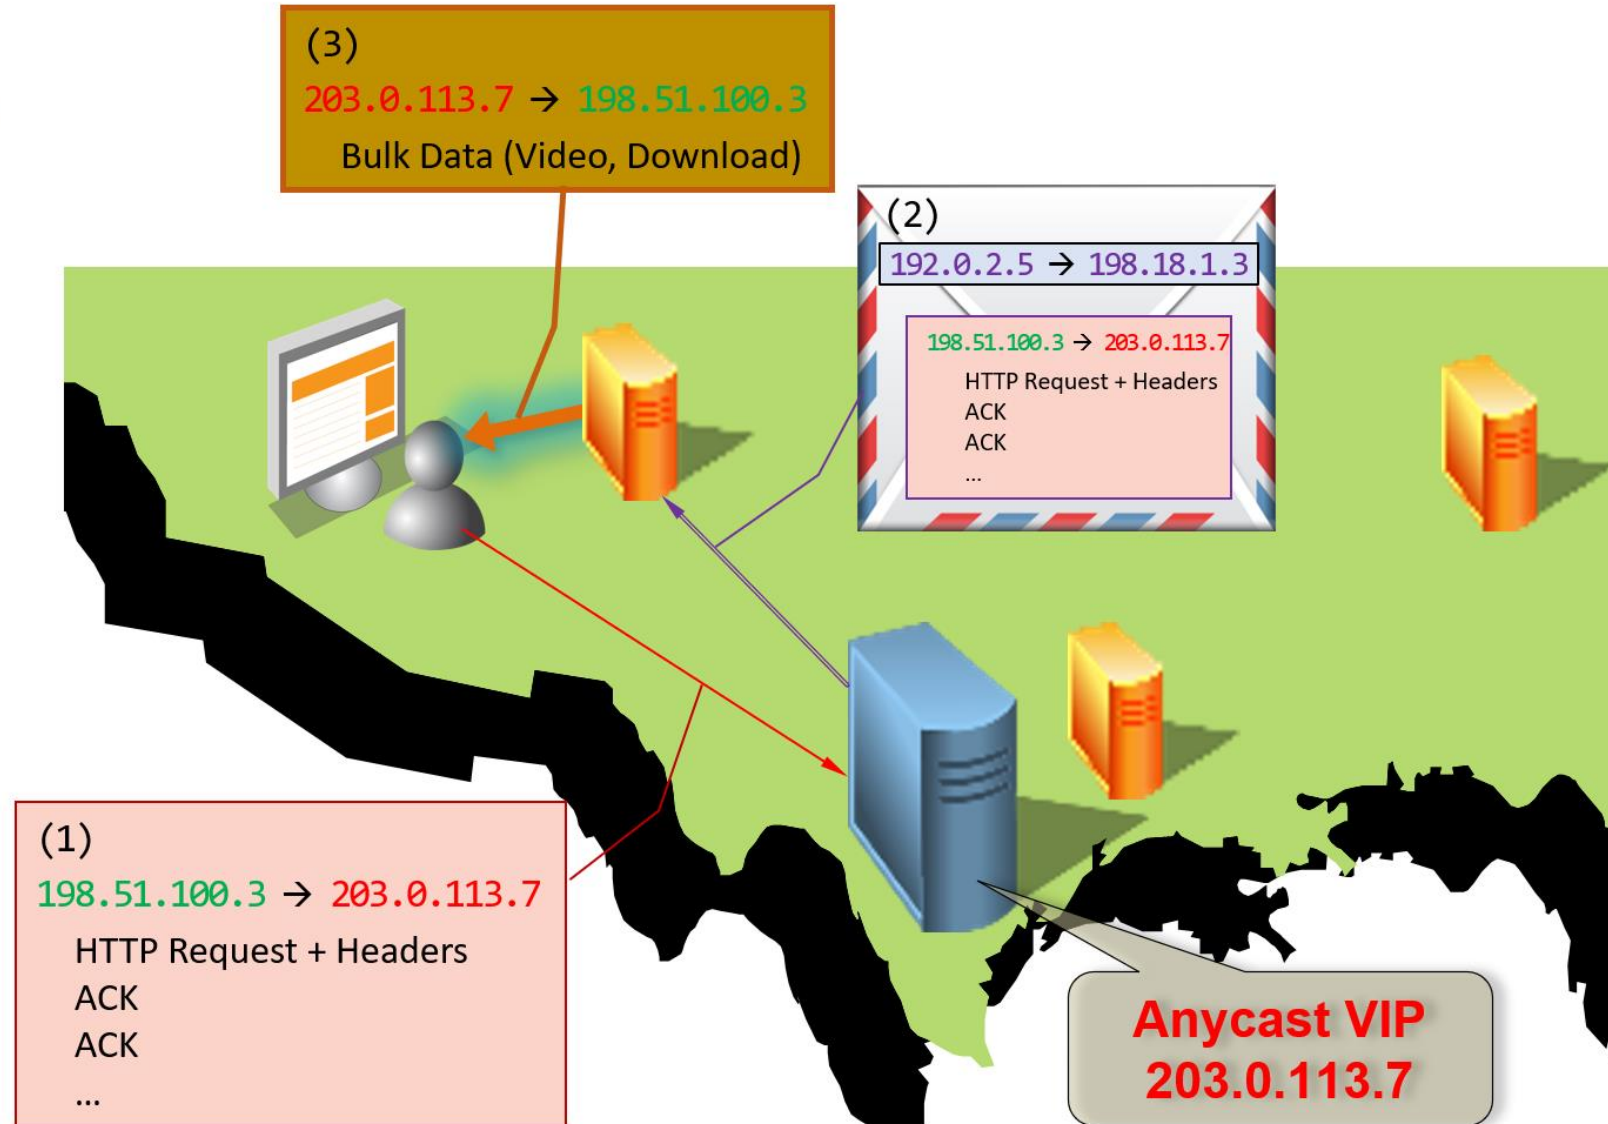 (3)
203.0.113.7 → 198.51.100.3
Bulk Data (Video, Download)
(2)
192.0.2.5 → 198.18.1.3
198.51.100.3 → 203.0.113.7
HTTP Request + Headers
ACK
ACK
...
(1)
198.51.100.3 → 203.0.113.7
HTTP Request + Headers
ACK
ACK
...
Anycast VIP
203.0.113.7